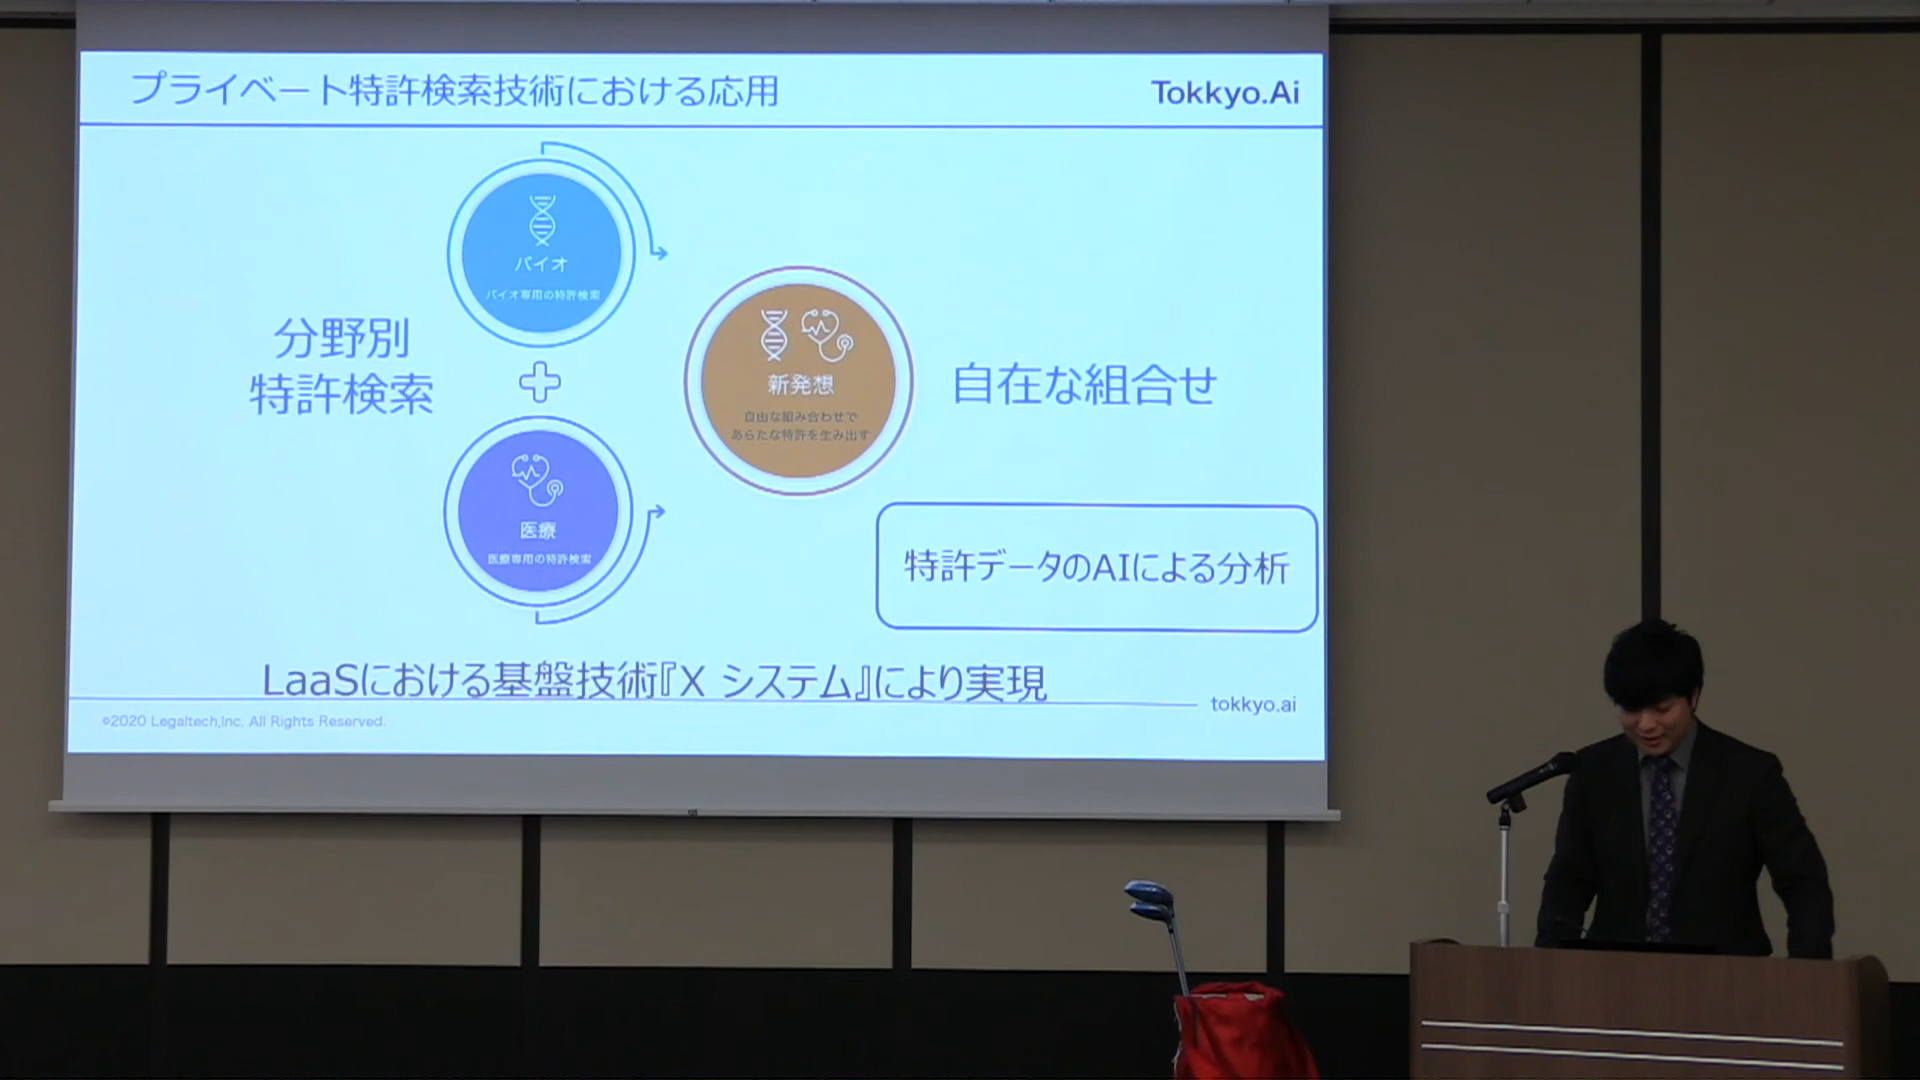 プライベート特許検索技術における応用
Tokkyo.Ai
バイオ
バイオ専用の特許検索
分野別
特許検索
医療
医療専用の特許検索
新発想
自由な組み合わせで
あらたな特許を生み出す
自在な組合せ
特許データのAIによる分析
LaaSにおける基盤技術『X システム』により実現
tokkyo.ai
©2020 Legaltech,Inc. All Rights Reserved.